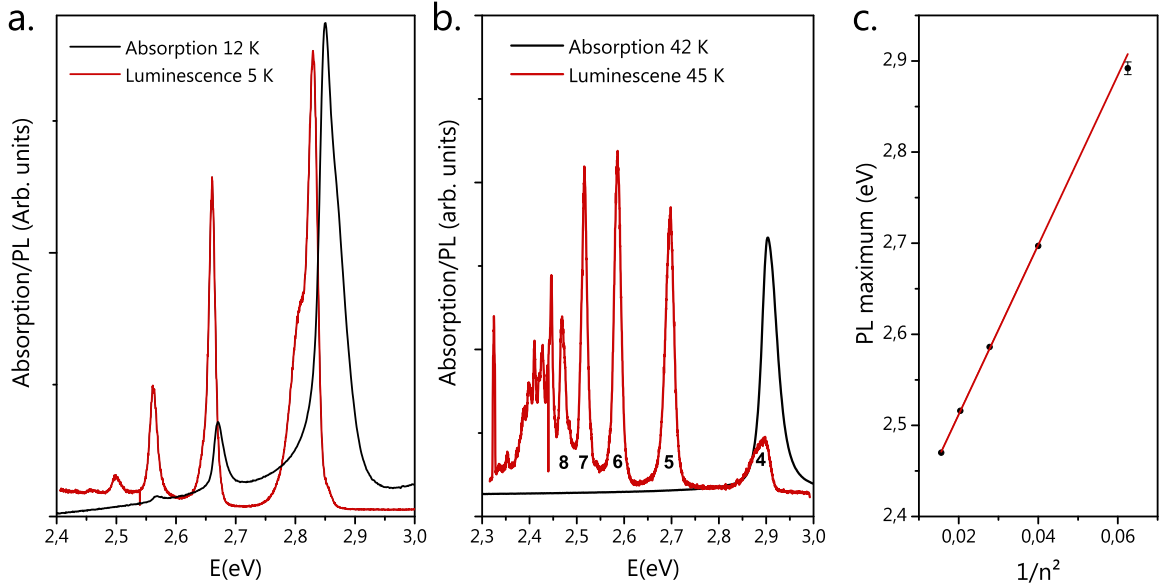 a.
Absorption 12 K
Luminescence 5 K
Absorption/PL (Arb. units)
2,4 2,5 2,6 2,7 2,8 2,9 3,0
E(eV)
b.
Absorption 42 K
Luminescene 45 K
Absorption/PL (arb. units)
8 7 6 5 4
2,3 2,4 2,5 2,6 2,7 2,8 2,9 3,0
E(eV)
c.
PL maximum (eV)
2,9
2,8
2,7
2,6
2,5
2,4
0,02 0,04 0,06
1/n²